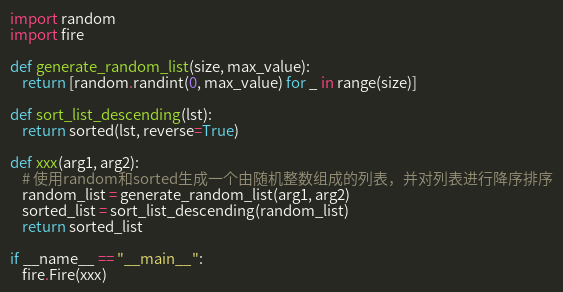 import random
import fire

def generate_random_list(size, max_value):
    return [random.randint(0, max_value) for _ in range(size)]

def sort_list_descending(lst):
    return sorted(lst, reverse=True)

def xxx(arg1, arg2):
    # 使用random和sorted生成一个由随机整数组成的列表，并对列表进行降序排序
    random_list = generate_random_list(arg1, arg2)
    sorted_list = sort_list_descending(random_list)
    return sorted_list

if __name__ == "__main__":
    fire.Fire(xxx)